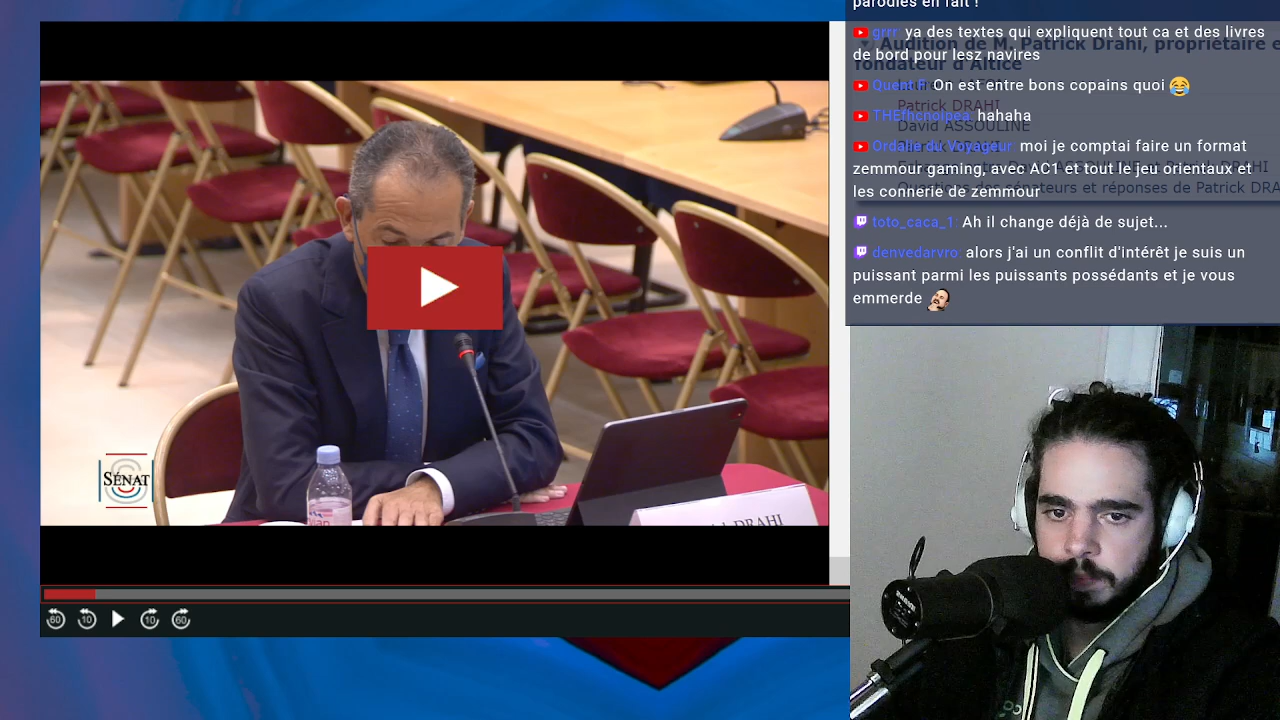 parodies en fait !
grrr: ya des textes qui expliquent tout ca et des livres
de bord pour lesz navires
Audition de M. Patrick Drahi, propriétaire e
fondateur d'Altice
On est entre bons copains quoi 😂
Patrick DRAHI
hahaha
David ASSOULINE
Ordalie du Voyageur: moi je comptai faire un format
zemmour gaming, avec AC1 et tout le jeu orientaux et
les connerie de zemmour
toto_caca_1: Ah il change déjà de sujet...
denvedarvro: alors j'ai un conflit d'intérêt je suis un
puissant parmi les puissants possédants et je vous
emmerde
SÉNAT
DRAHI
60 10 10 60